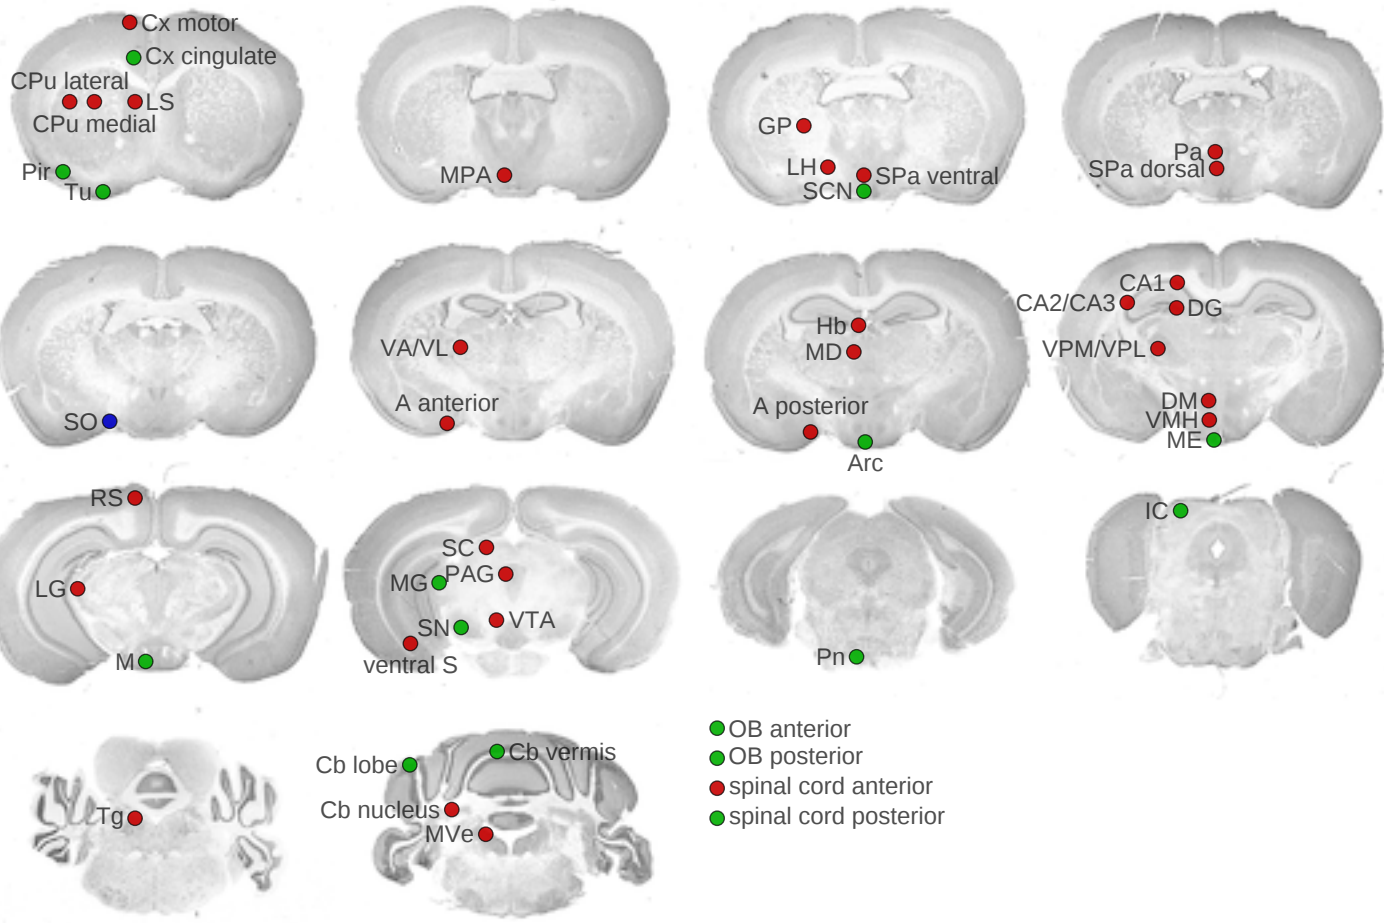 Cx motor
Cx cingulate
CPu lateral
LS
CPu medial
Pir
Tu
MPA
GP
LH
SPa ventral
SCN
Pa
SPa dorsal
SO
VA/VL
A anterior
Hb
MD
A posterior
Arc
CA1
CA2/CA3
DG
VPM/VPL
DM
VMH
ME
RS
LG
M
SC
MG
PAG
SN
VTA
ventral S
Pn
IC
Tg
Cb lobe
Cb vermis
Cb nucleus
MVe
OB anterior
OB posterior
spinal cord anterior
spinal cord posterior